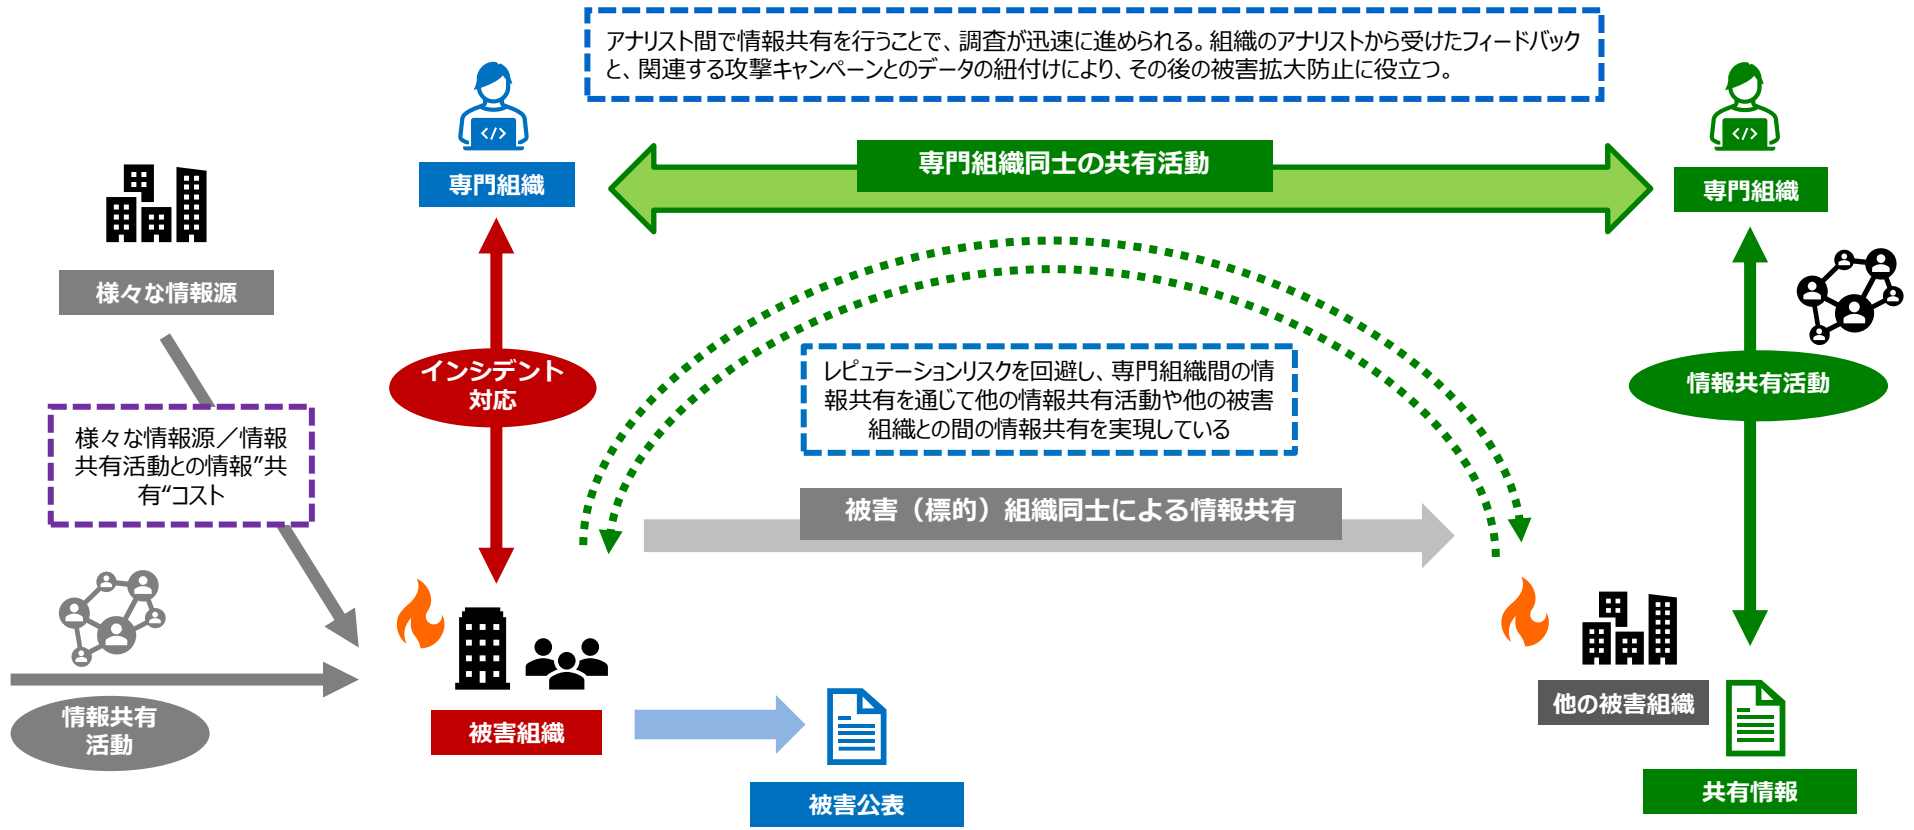 アナリスト間で情報共有を行うことで、調査が迅速に進められる。組織のアナリストから受けたフィードバック
と、関連する攻撃キャンペーンとのデータの紐付けにより、その後の被害拡大防止に役立つ。
専門組織
専門組織同士の共有活動
専門組織
様々な情報源
インシデント
対応
レピュテーションリスクを回避し、専門組織間の情
報共有を通じて他の情報共有活動や他の被害
組織との間の情報共有を実現している
情報共有活動
様々な情報源／情報
共有活動との情報”共
有“コスト
被害（標的）組織同士による情報共有
情報共有
活動
被害組織
他の被害組織
被害公表
共有情報